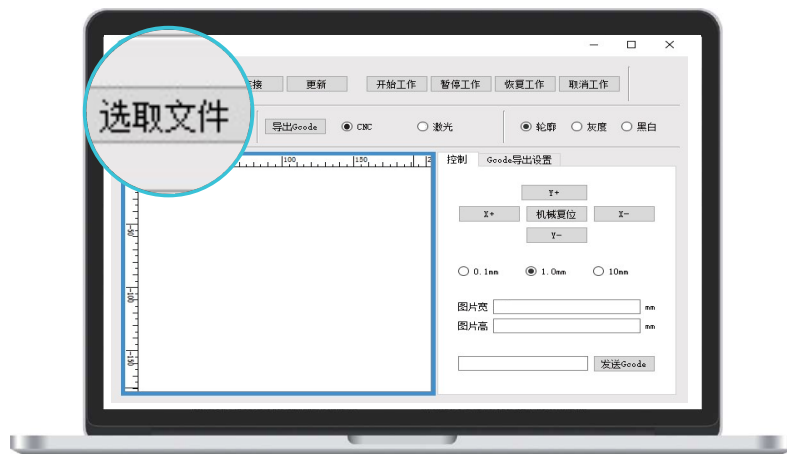 接 更新 开始工作 暂停工作 恢复工作 取消工作
选取文件
导出Gcode CNC 激光 轮廓 灰度 黑白
100 150 2
控制 Gcode导出设置
Y+
X+ 机械复位 X-
Y-
-50
0.1mm 1.0mm 10mm
-100
图片宽 mm
图片高 mm
-150
发送Gcode